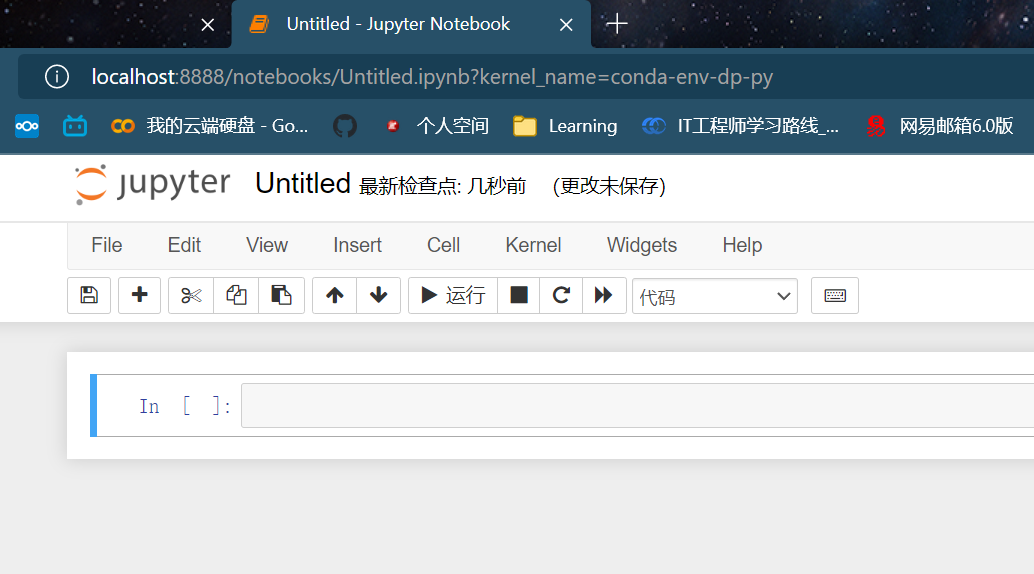 Untitled - Jupyter Notebook
localhost:8888/notebooks/Untitled.ipynb?kernel_name=conda-env-dp-py
我的云端硬盘 - Go... 个人空间 Learning IT工程师学习路线_... 网易邮箱6.0版
jupyter Untitled 最新检查点: 几秒前 (更改未保存)
File Edit View Insert Cell Kernel Widgets Help
运行 代码
In [ ]: